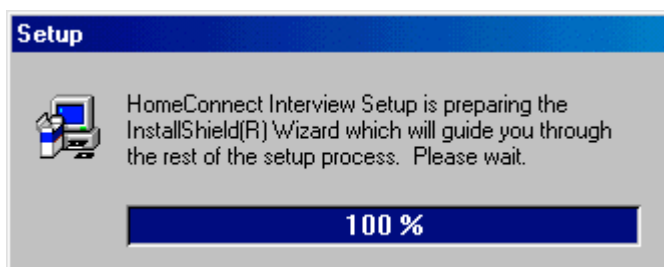 Setup
HomeConnect Interview Setup is preparing the
InstallShield(R) Wizard which will guide you through
the rest of the setup process.  Please wait.
100 %